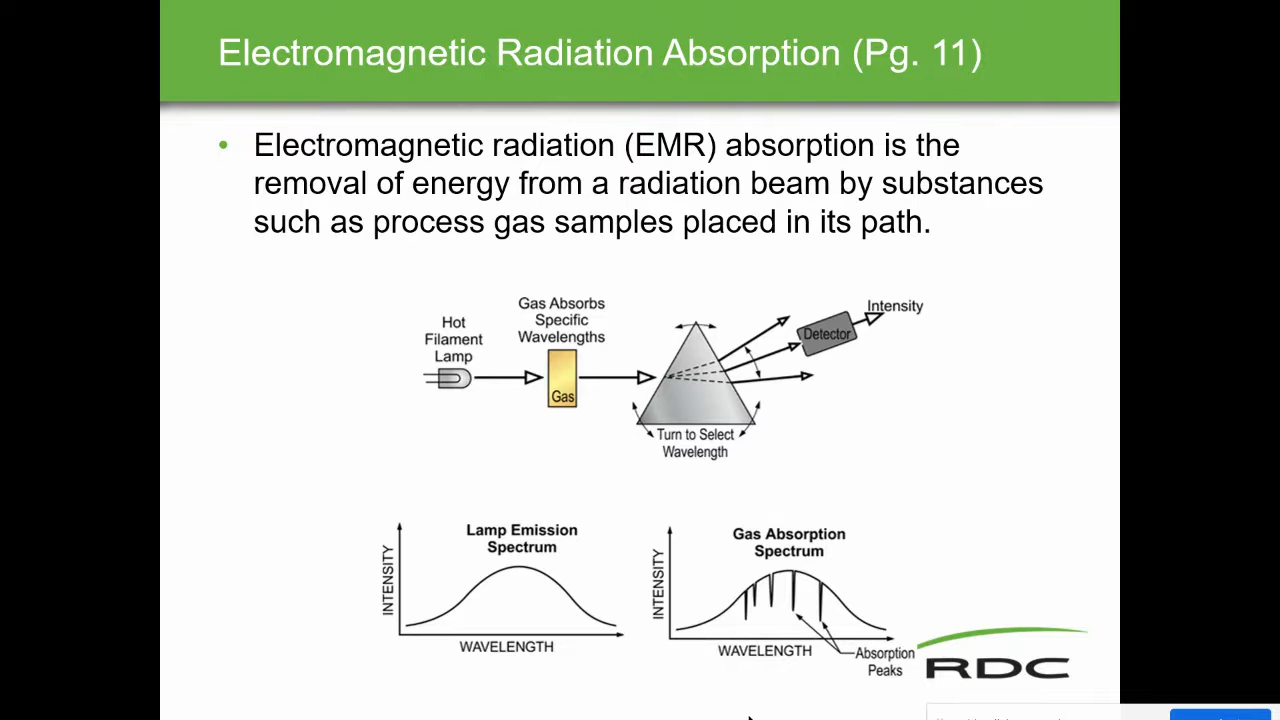 Electromagnetic Radiation Absorption (Pg. 11)
• Electromagnetic radiation (EMR) absorption is the
removal of energy from a radiation beam by substances
such as process gas samples placed in its path.
Hot
Filament
Lamp
Gas Absorbs
Specific
Wavelengths
Gas
Turn to Select
Wavelength
Detector
Intensity
Lamp Emission
Spectrum
INTENSITY
WAVELENGTH
Gas Absorption
Spectrum
INTENSITY
WAVELENGTH
Absorption
Peaks
RDC